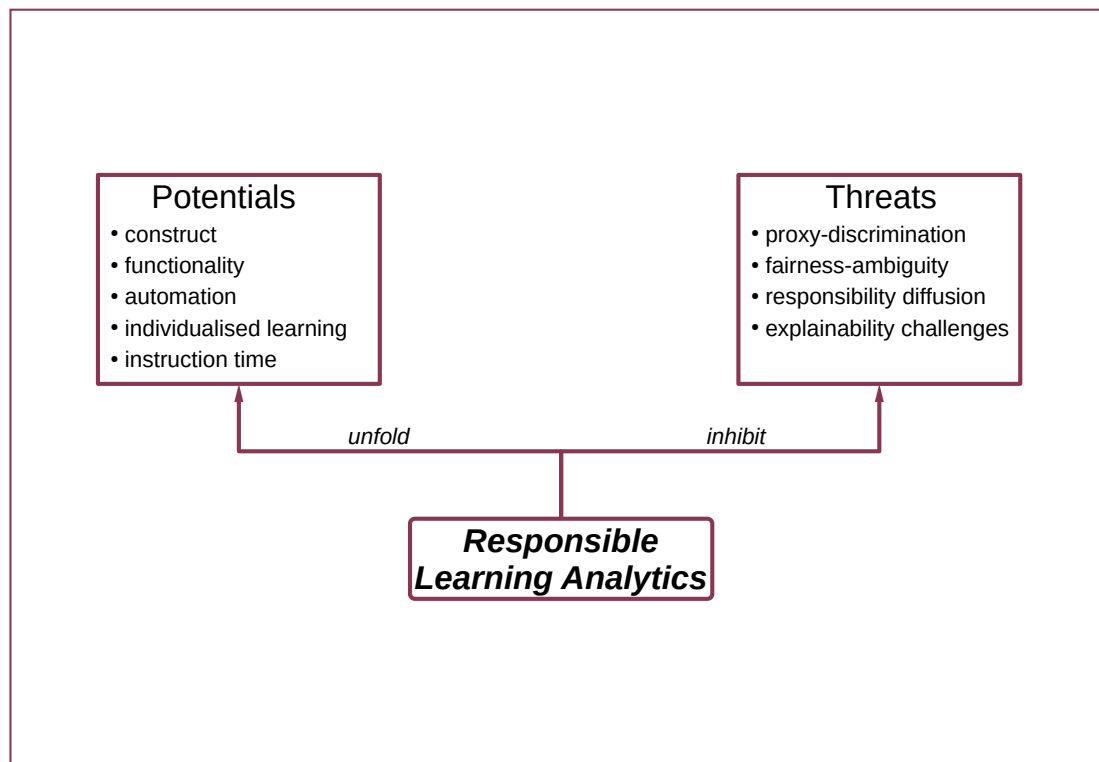 Potentials
• construct
• functionality
• automation
• individualised learning
• instruction time
Threats
• proxy-discrimination
• fairness-ambiguity
• responsibility diffusion
• explainability challenges
unfold
inhibit
Responsible
Learning Analytics